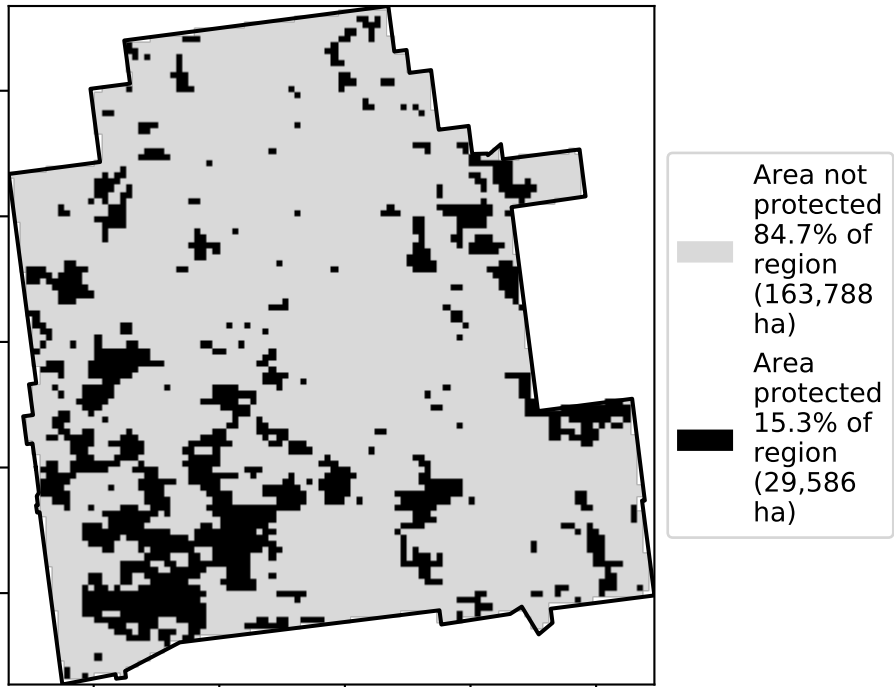 Area not
protected
84.7% of
region
(163,788
ha)
Area
protected
15.3% of
region
(29,586
ha)